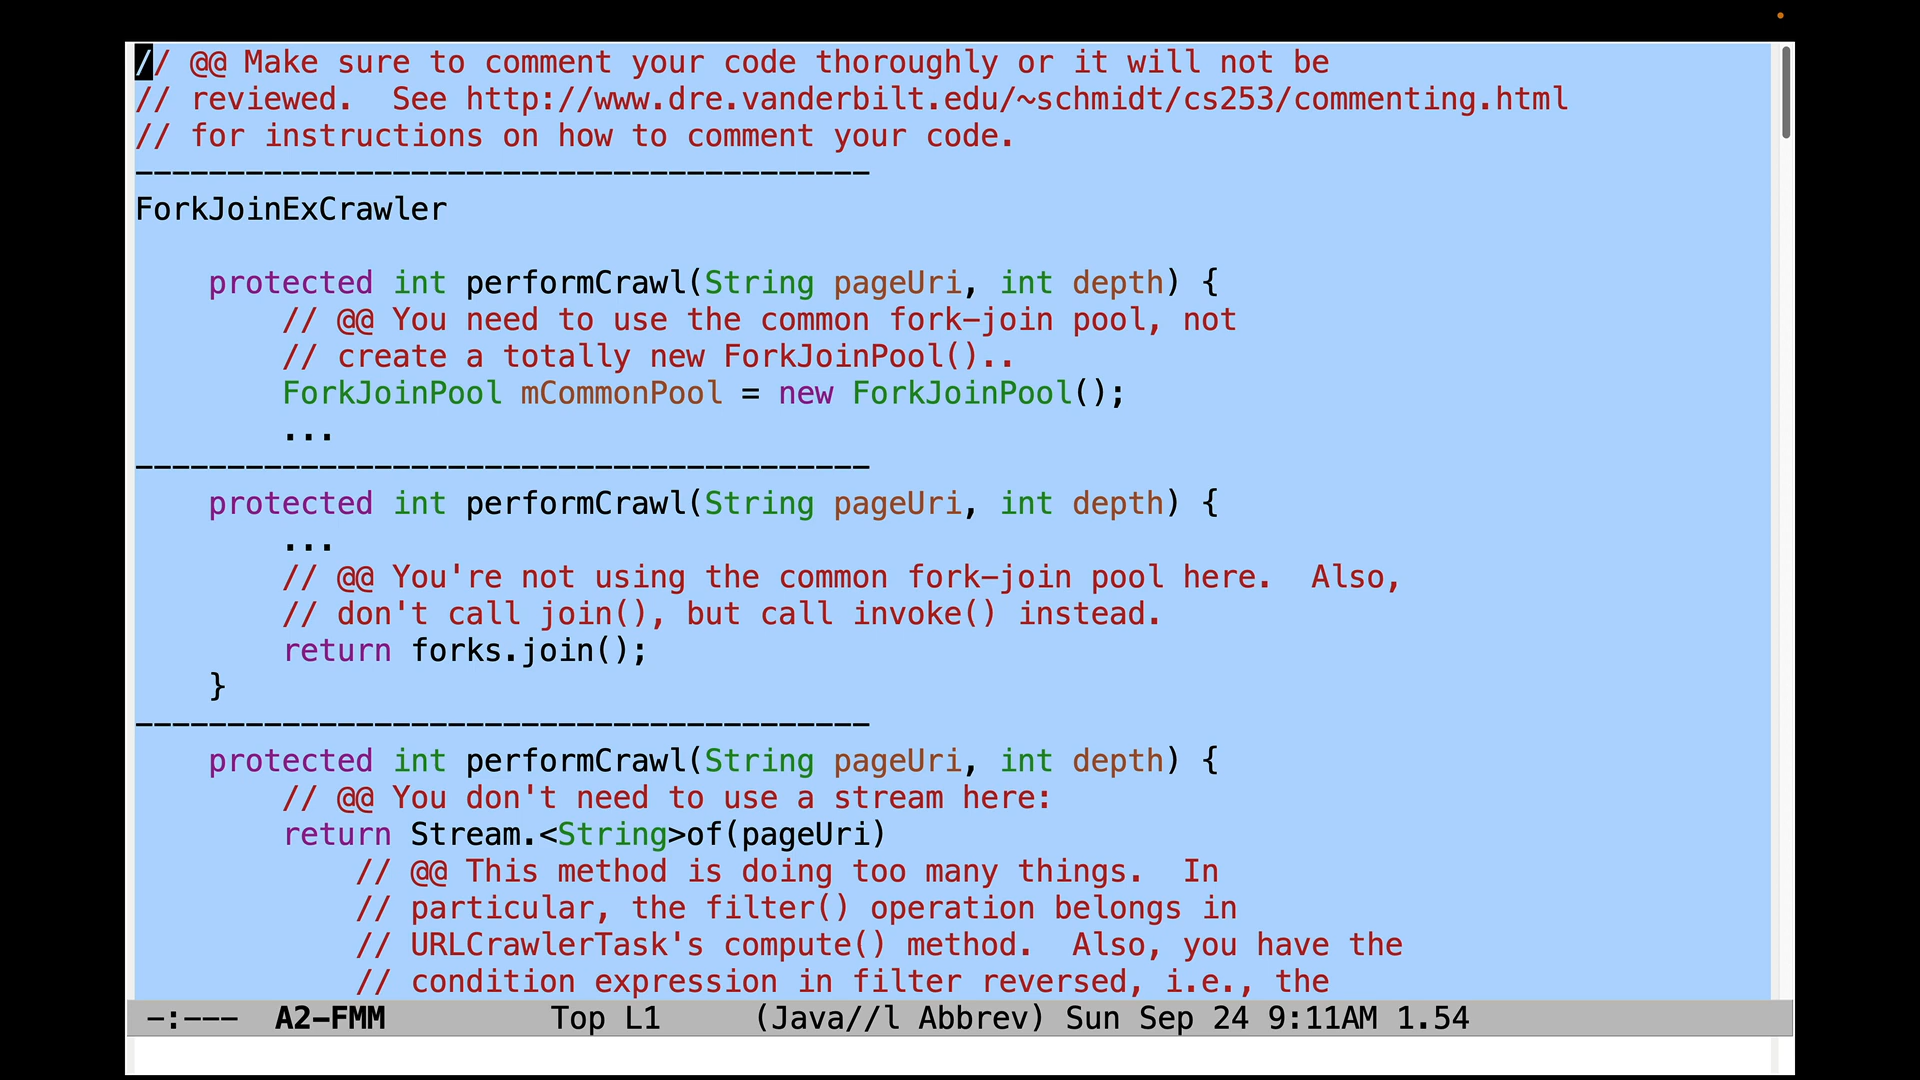 // @@ Make sure to comment your code thoroughly or it will not be
// reviewed.  See http://www.dre.vanderbilt.edu/~schmidt/cs253/commenting.html
// for instructions on how to comment your code.
----------------------------------------
ForkJoinExCrawler
    protected int performCrawl(String pageUri, int depth) {
        // @@ You need to use the common fork-join pool, not
        // create a totally new ForkJoinPool()..
        ForkJoinPool mCommonPool = new ForkJoinPool();
        ...
----------------------------------------
    protected int performCrawl(String pageUri, int depth) {
        ...
        // @@ You're not using the common fork-join pool here.  Also,
        // don't call join(), but call invoke() instead.
        return forks.join();
    }
----------------------------------------
    protected int performCrawl(String pageUri, int depth) {
        // @@ You don't need to use a stream here:
        return Stream.<String>of(pageUri)
            // @@ This method is doing too many things.  In
            // particular, the filter() operation belongs in
            // URLCrawlerTask's compute() method.  Also, you have the
            // condition expression in filter reversed, i.e., the
-:---  A2-FMM         Top L1     (Java//l Abbrev) Sun Sep 24 9:11AM 1.54